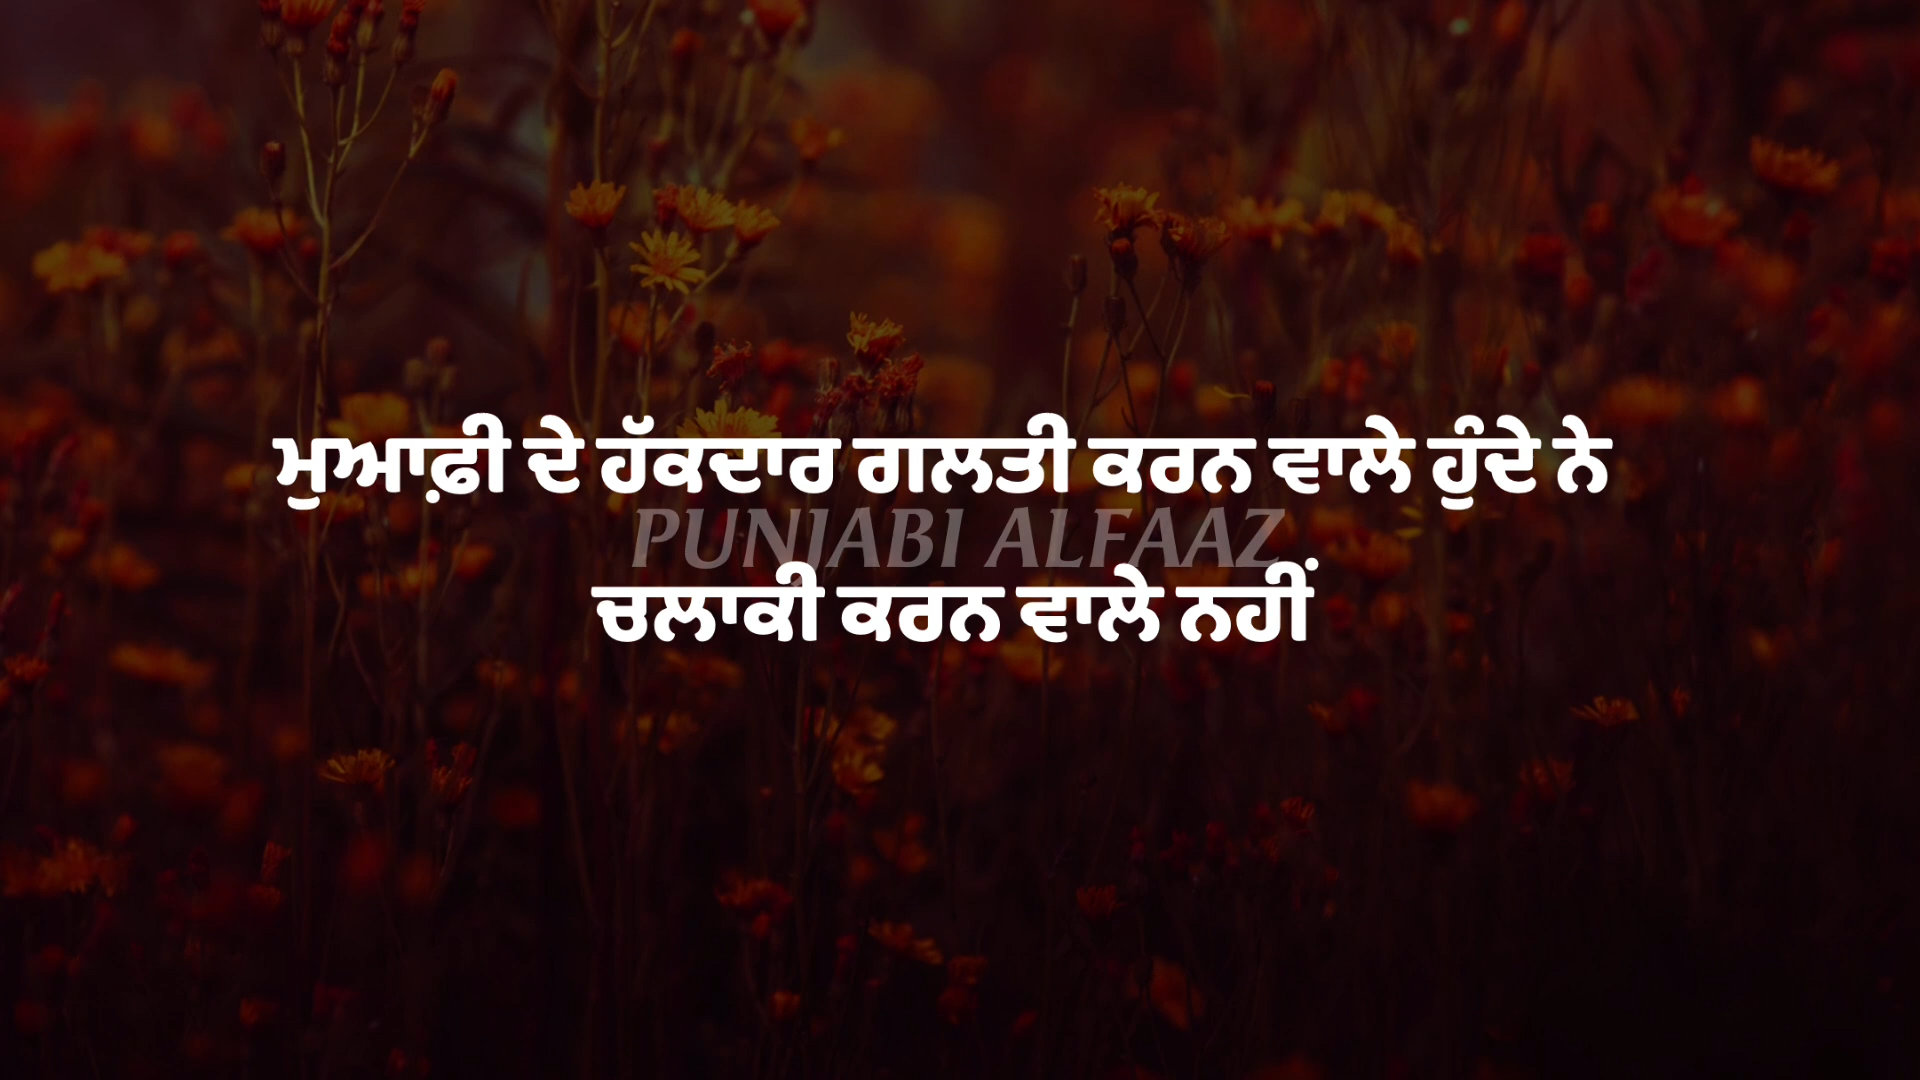 ਮੁਆਫ਼ੀ ਦੇ ਹੱਕਦਾਰ ਗਲਤੀ ਕਰਨ ਵਾਲੇ ਹੁੰਦੇ ਨੇ
PUNJABI ALFAAZ
ਚਲਾਕੀ ਕਰਨ ਵਾਲੇ ਨਹੀਂ